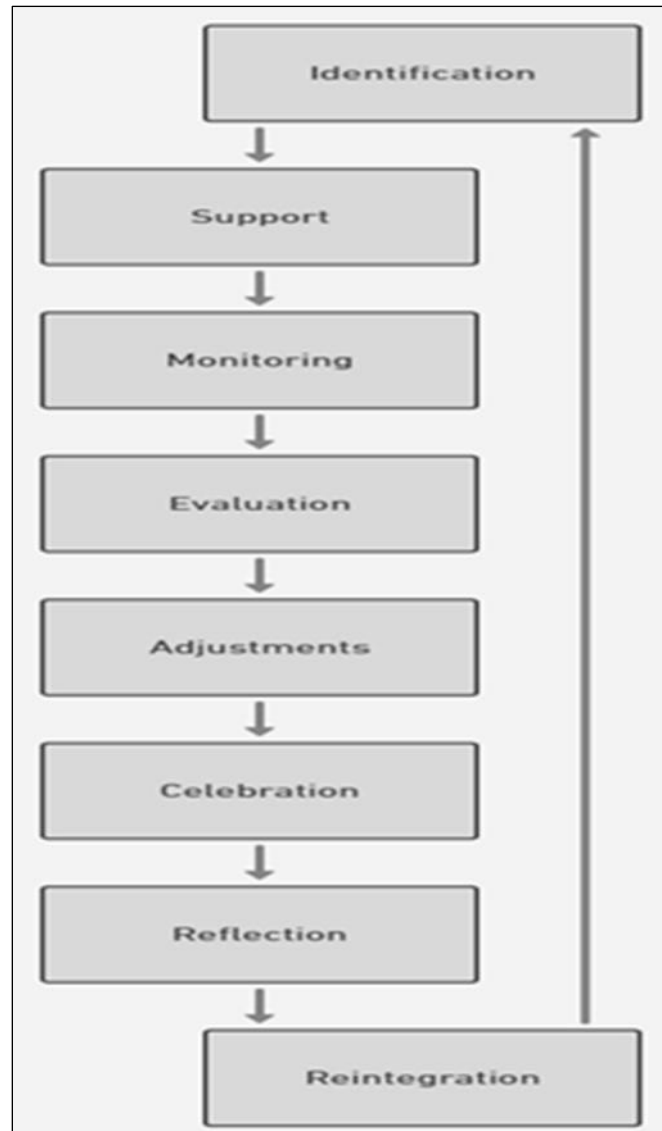 Identification
Support
Monitoring
Evaluation
Adjustments
Celebration
Reflection
Reintegration